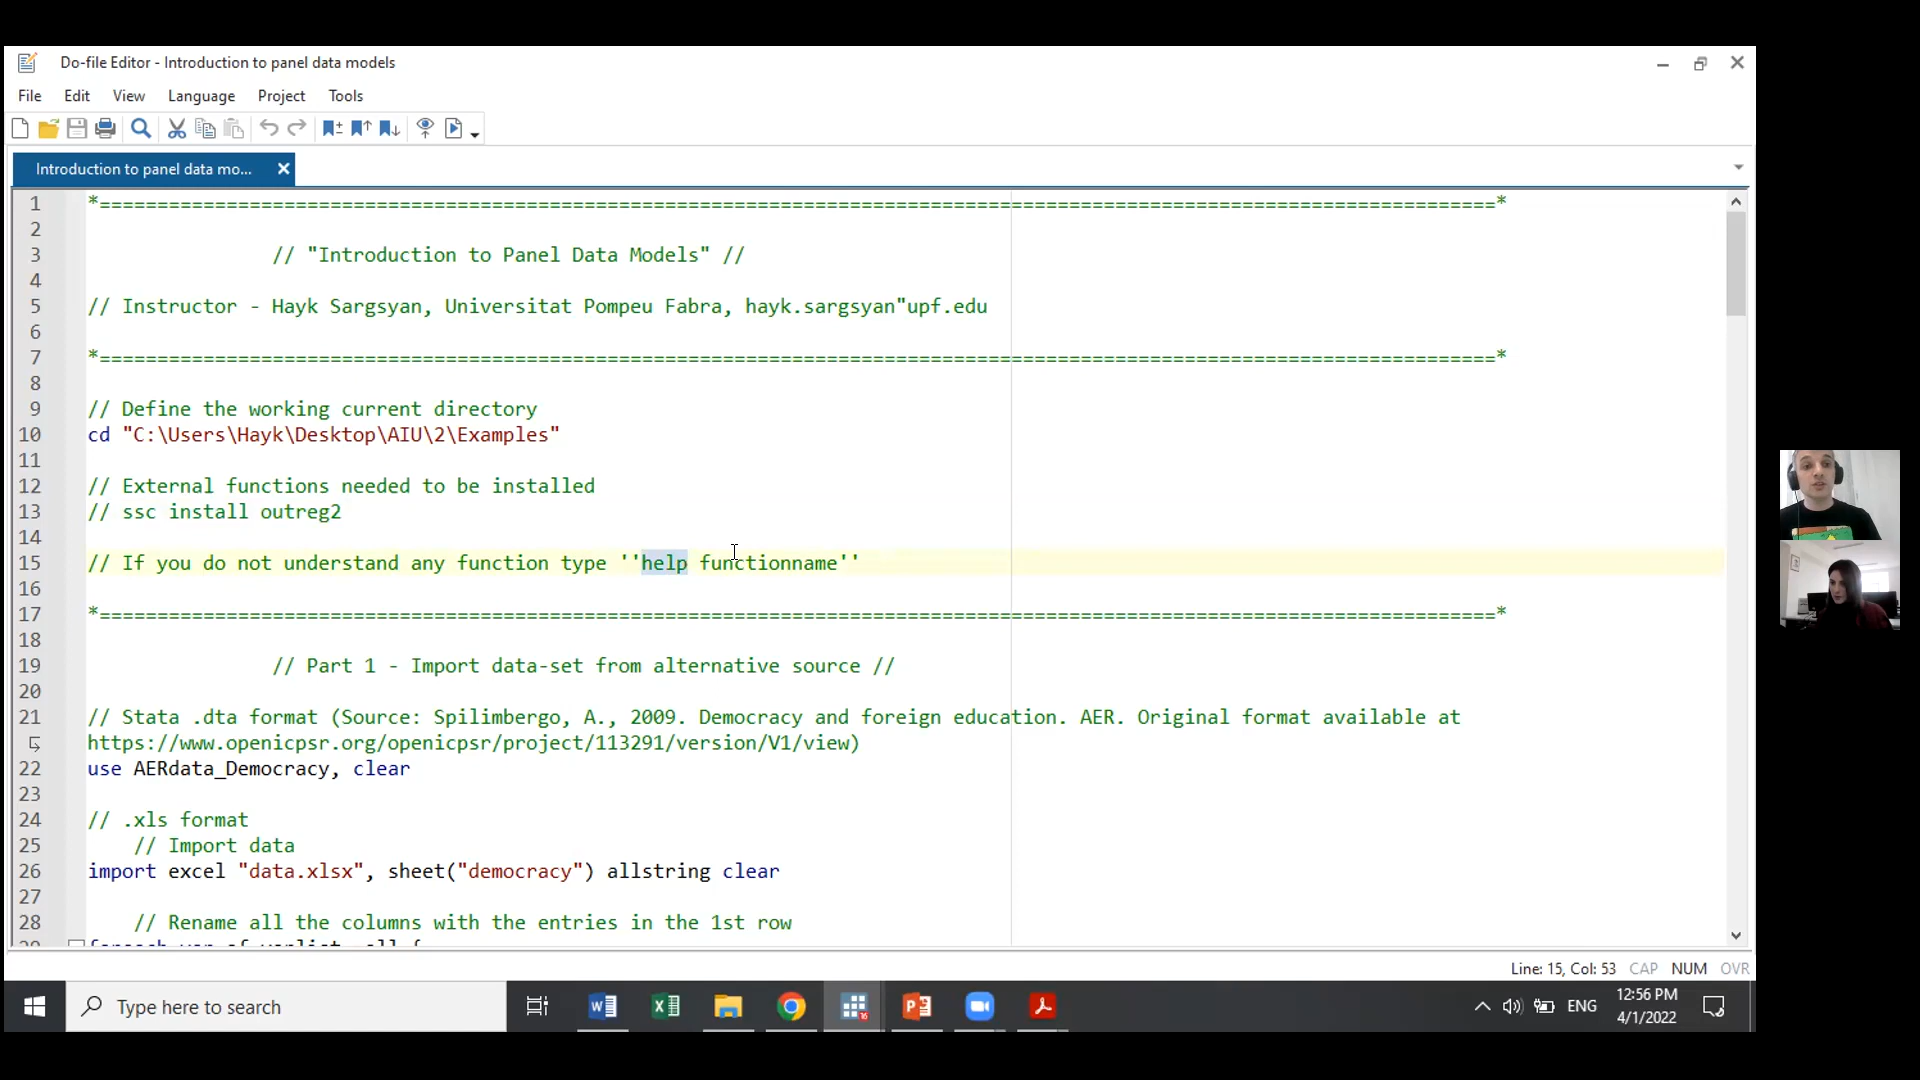 Do-file Editor - Introduction to panel data models
File Edit View Language Project Tools
Introduction to panel data mo...
1 *=========================================================================================================================*
2
3 // "Introduction to Panel Data Models" //
4
5 // Instructor - Hayk Sargsyan, Universitat Pompeu Fabra, hayk.sargsyan"upf.edu
6
7 *=========================================================================================================================*
8
9 // Define the working current directory
10 cd "C:\Users\Hayk\Desktop\AIU\2\Examples"
11
12 // External functions needed to be installed
13 // ssc install outreg2
14
15 // If you do not understand any function type ''help functionname''
16
17 *=========================================================================================================================*
18
19 // Part 1 - Import data-set from alternative source //
20
21 // Stata .dta format (Source: Spilimbergo, A., 2009. Democracy and foreign education. AER. Original format available at
https://www.openicpsr.org/openicpsr/project/113291/version/V1/view)
22 use AERdata_Democracy, clear
23
24 // .xls format
25 // Import data
26 import excel "data.xlsx", sheet("democracy") allstring clear
27
28 // Rename all the columns with the entries in the 1st row
29 foreach var of varlist _all {
Line: 15, Col: 53 CAP NUM OVR
Type here to search
ENG
12:56 PM
4/1/2022